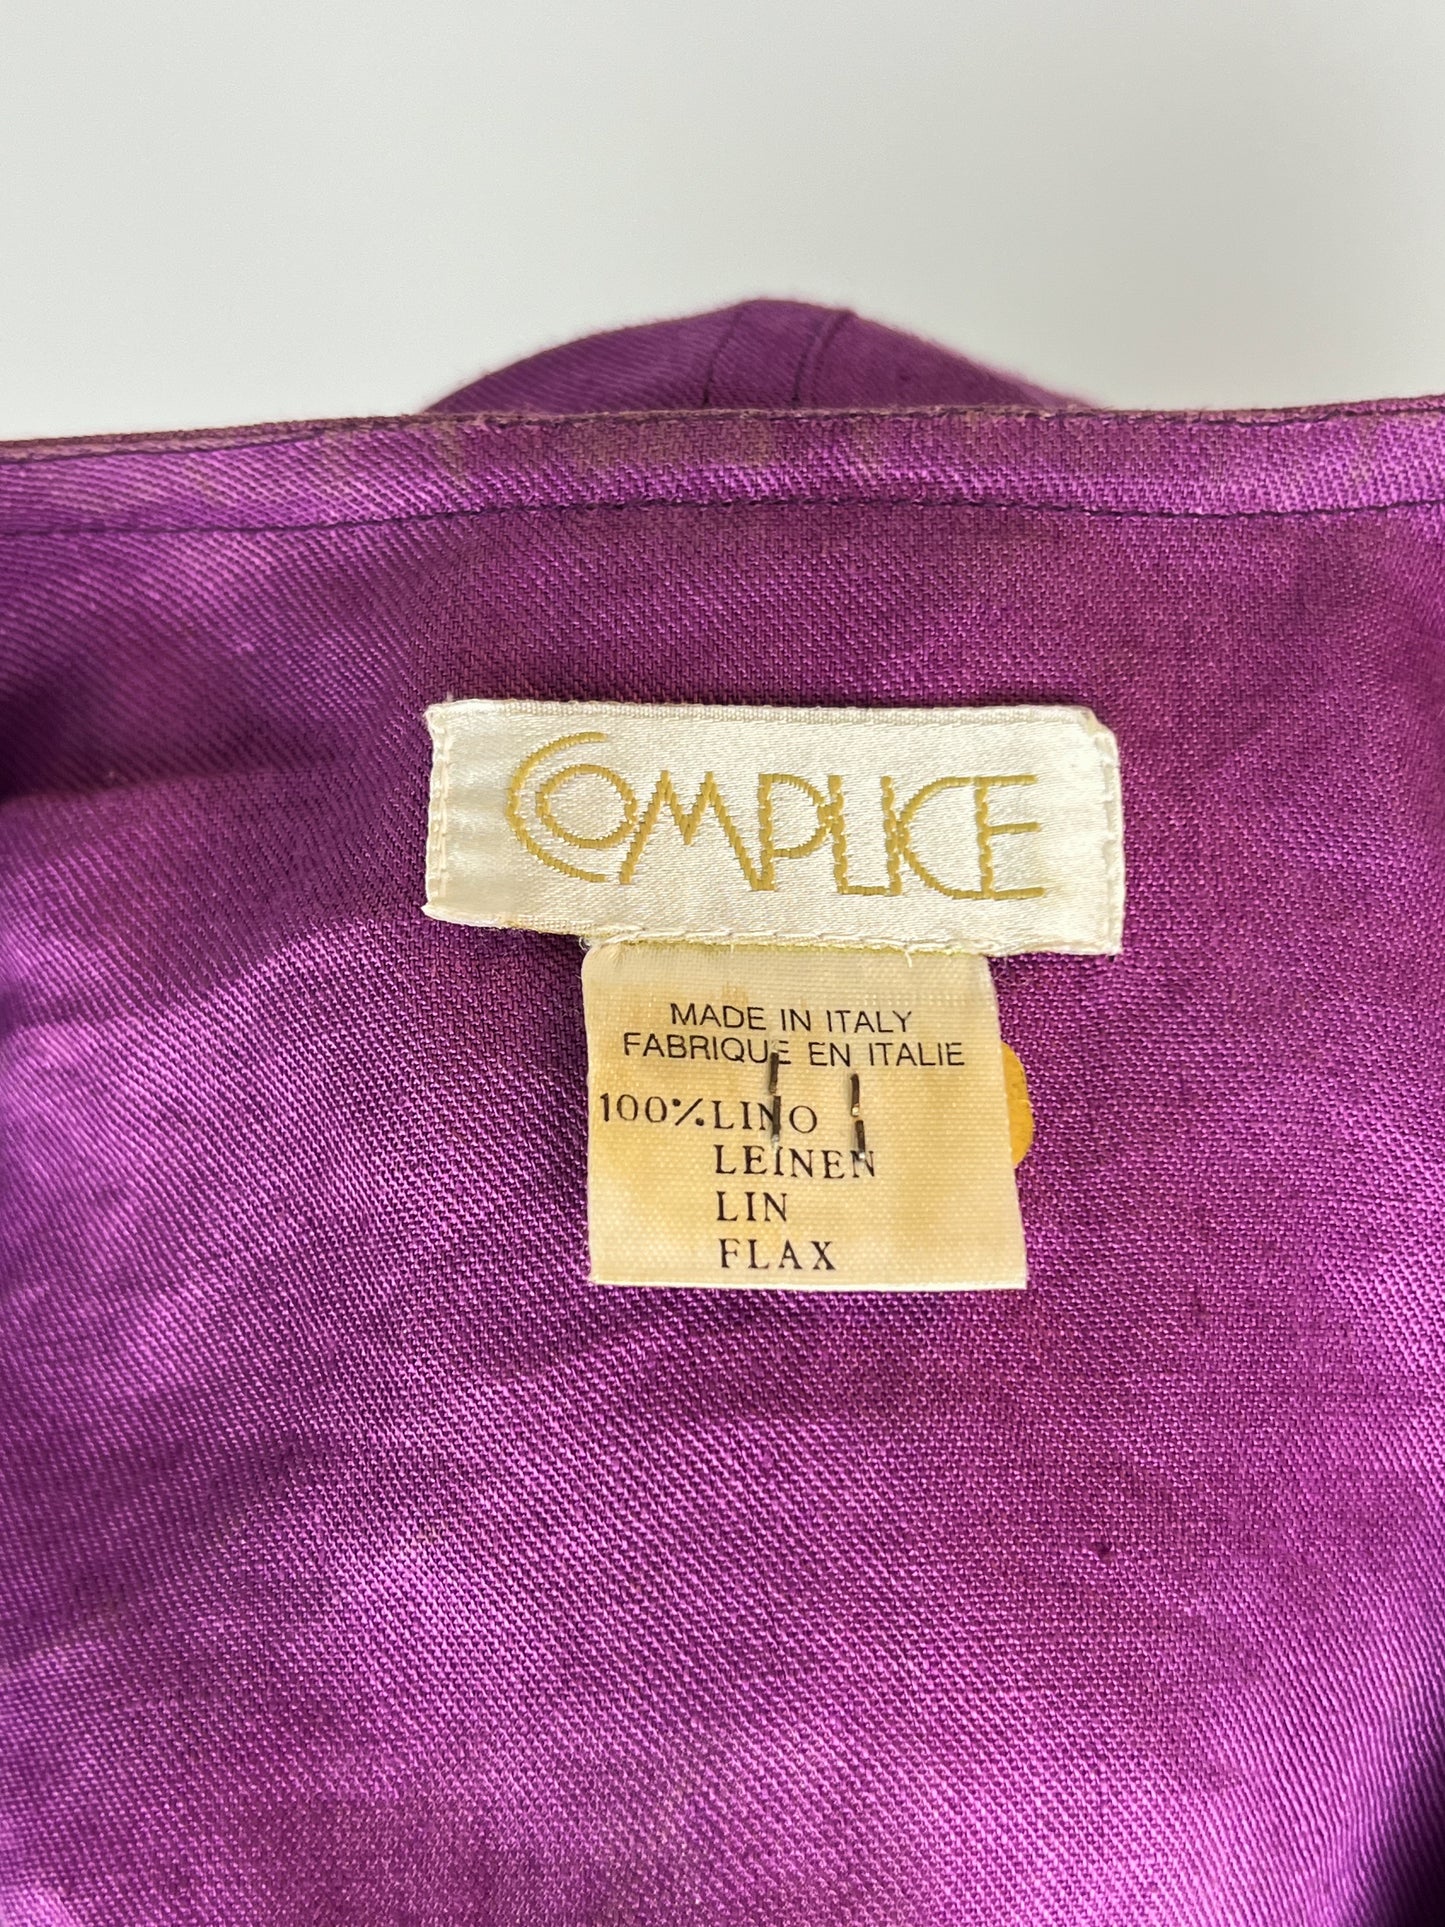 COMPLICE
MADE IN ITALY
FABRIQUE EN ITALIE
100% LINO
LEINEN
LIN
FLAX